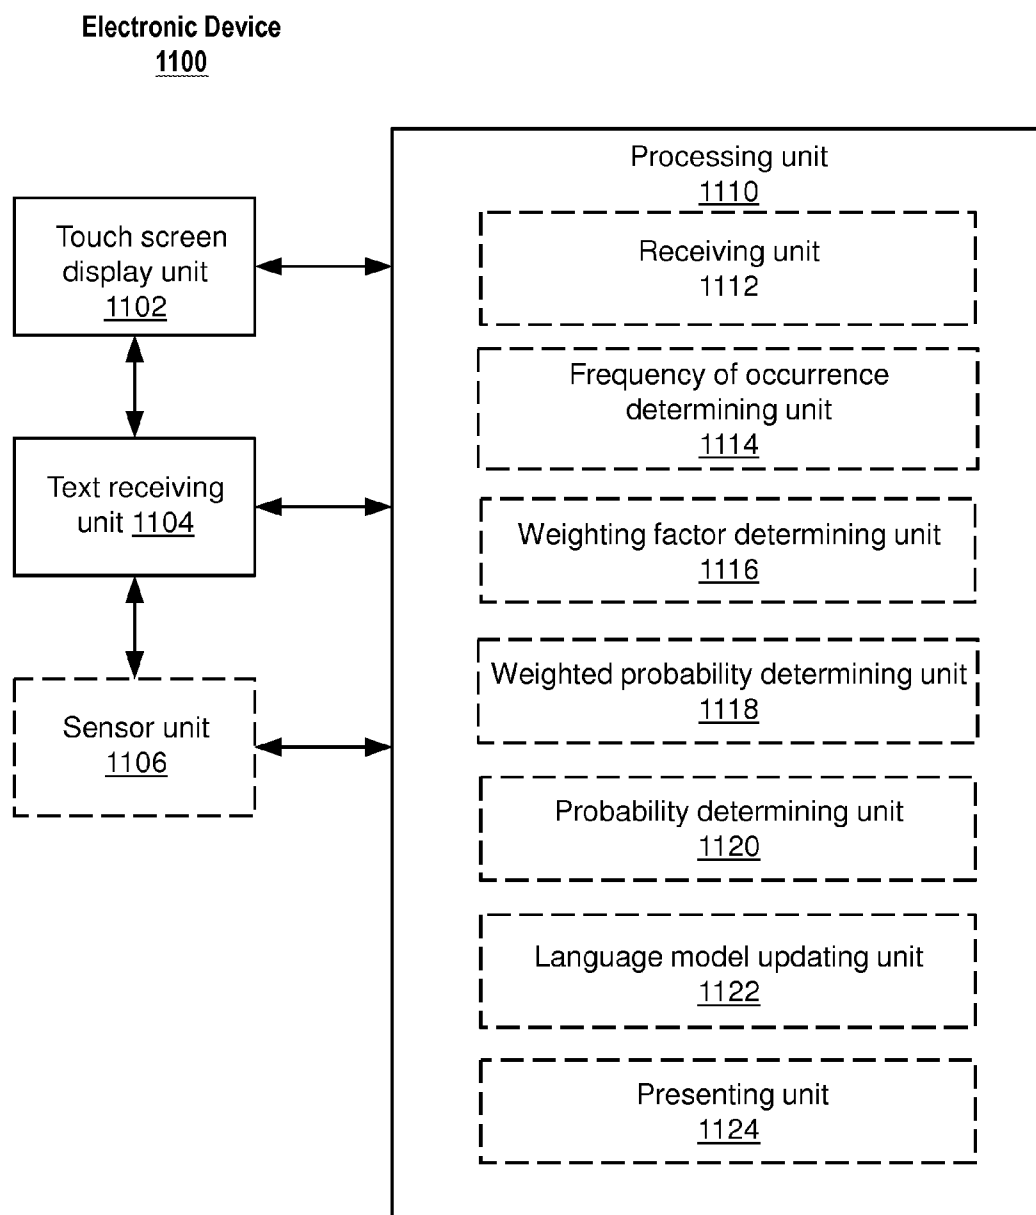 Electronic Device
1100
Processing unit
1110
Touch screen
display unit
1102
Text receiving
unit 1104
Sensor unit
1106
Receiving unit
1112
Frequency of occurrence
determining unit
1114
Weighting factor determining unit
1116
Weighted probability determining unit
1118
Probability determining unit
1120
Language model updating unit
1122
Presenting unit
1124